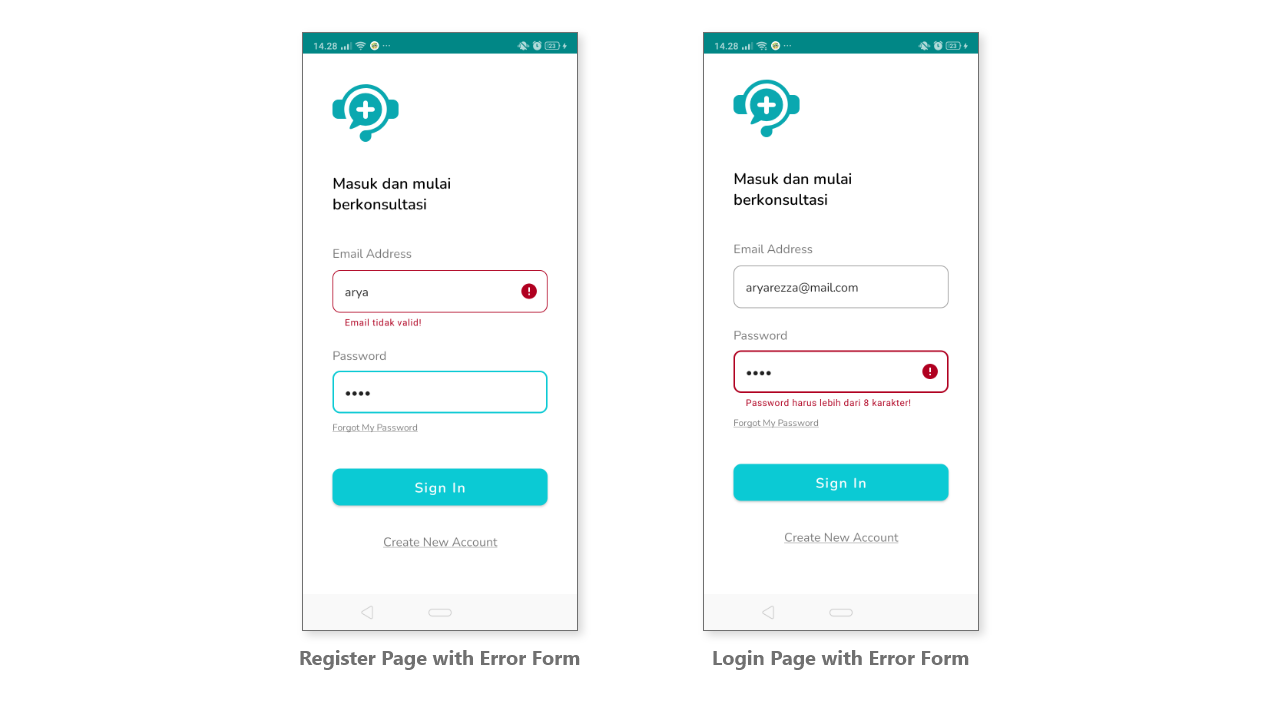 14.28
23
Masuk dan mulai
berkonsultasi
Email Address
arya
Email tidak valid!
Password
••••
Forgot My Password
Sign In
Create New Account
Register Page with Error Form
14.28
23
Masuk dan mulai
berkonsultasi
Email Address
aryarezza@mail.com
Password
••••
Password harus lebih dari 8 karakter!
Forgot My Password
Sign In
Create New Account
Login Page with Error Form